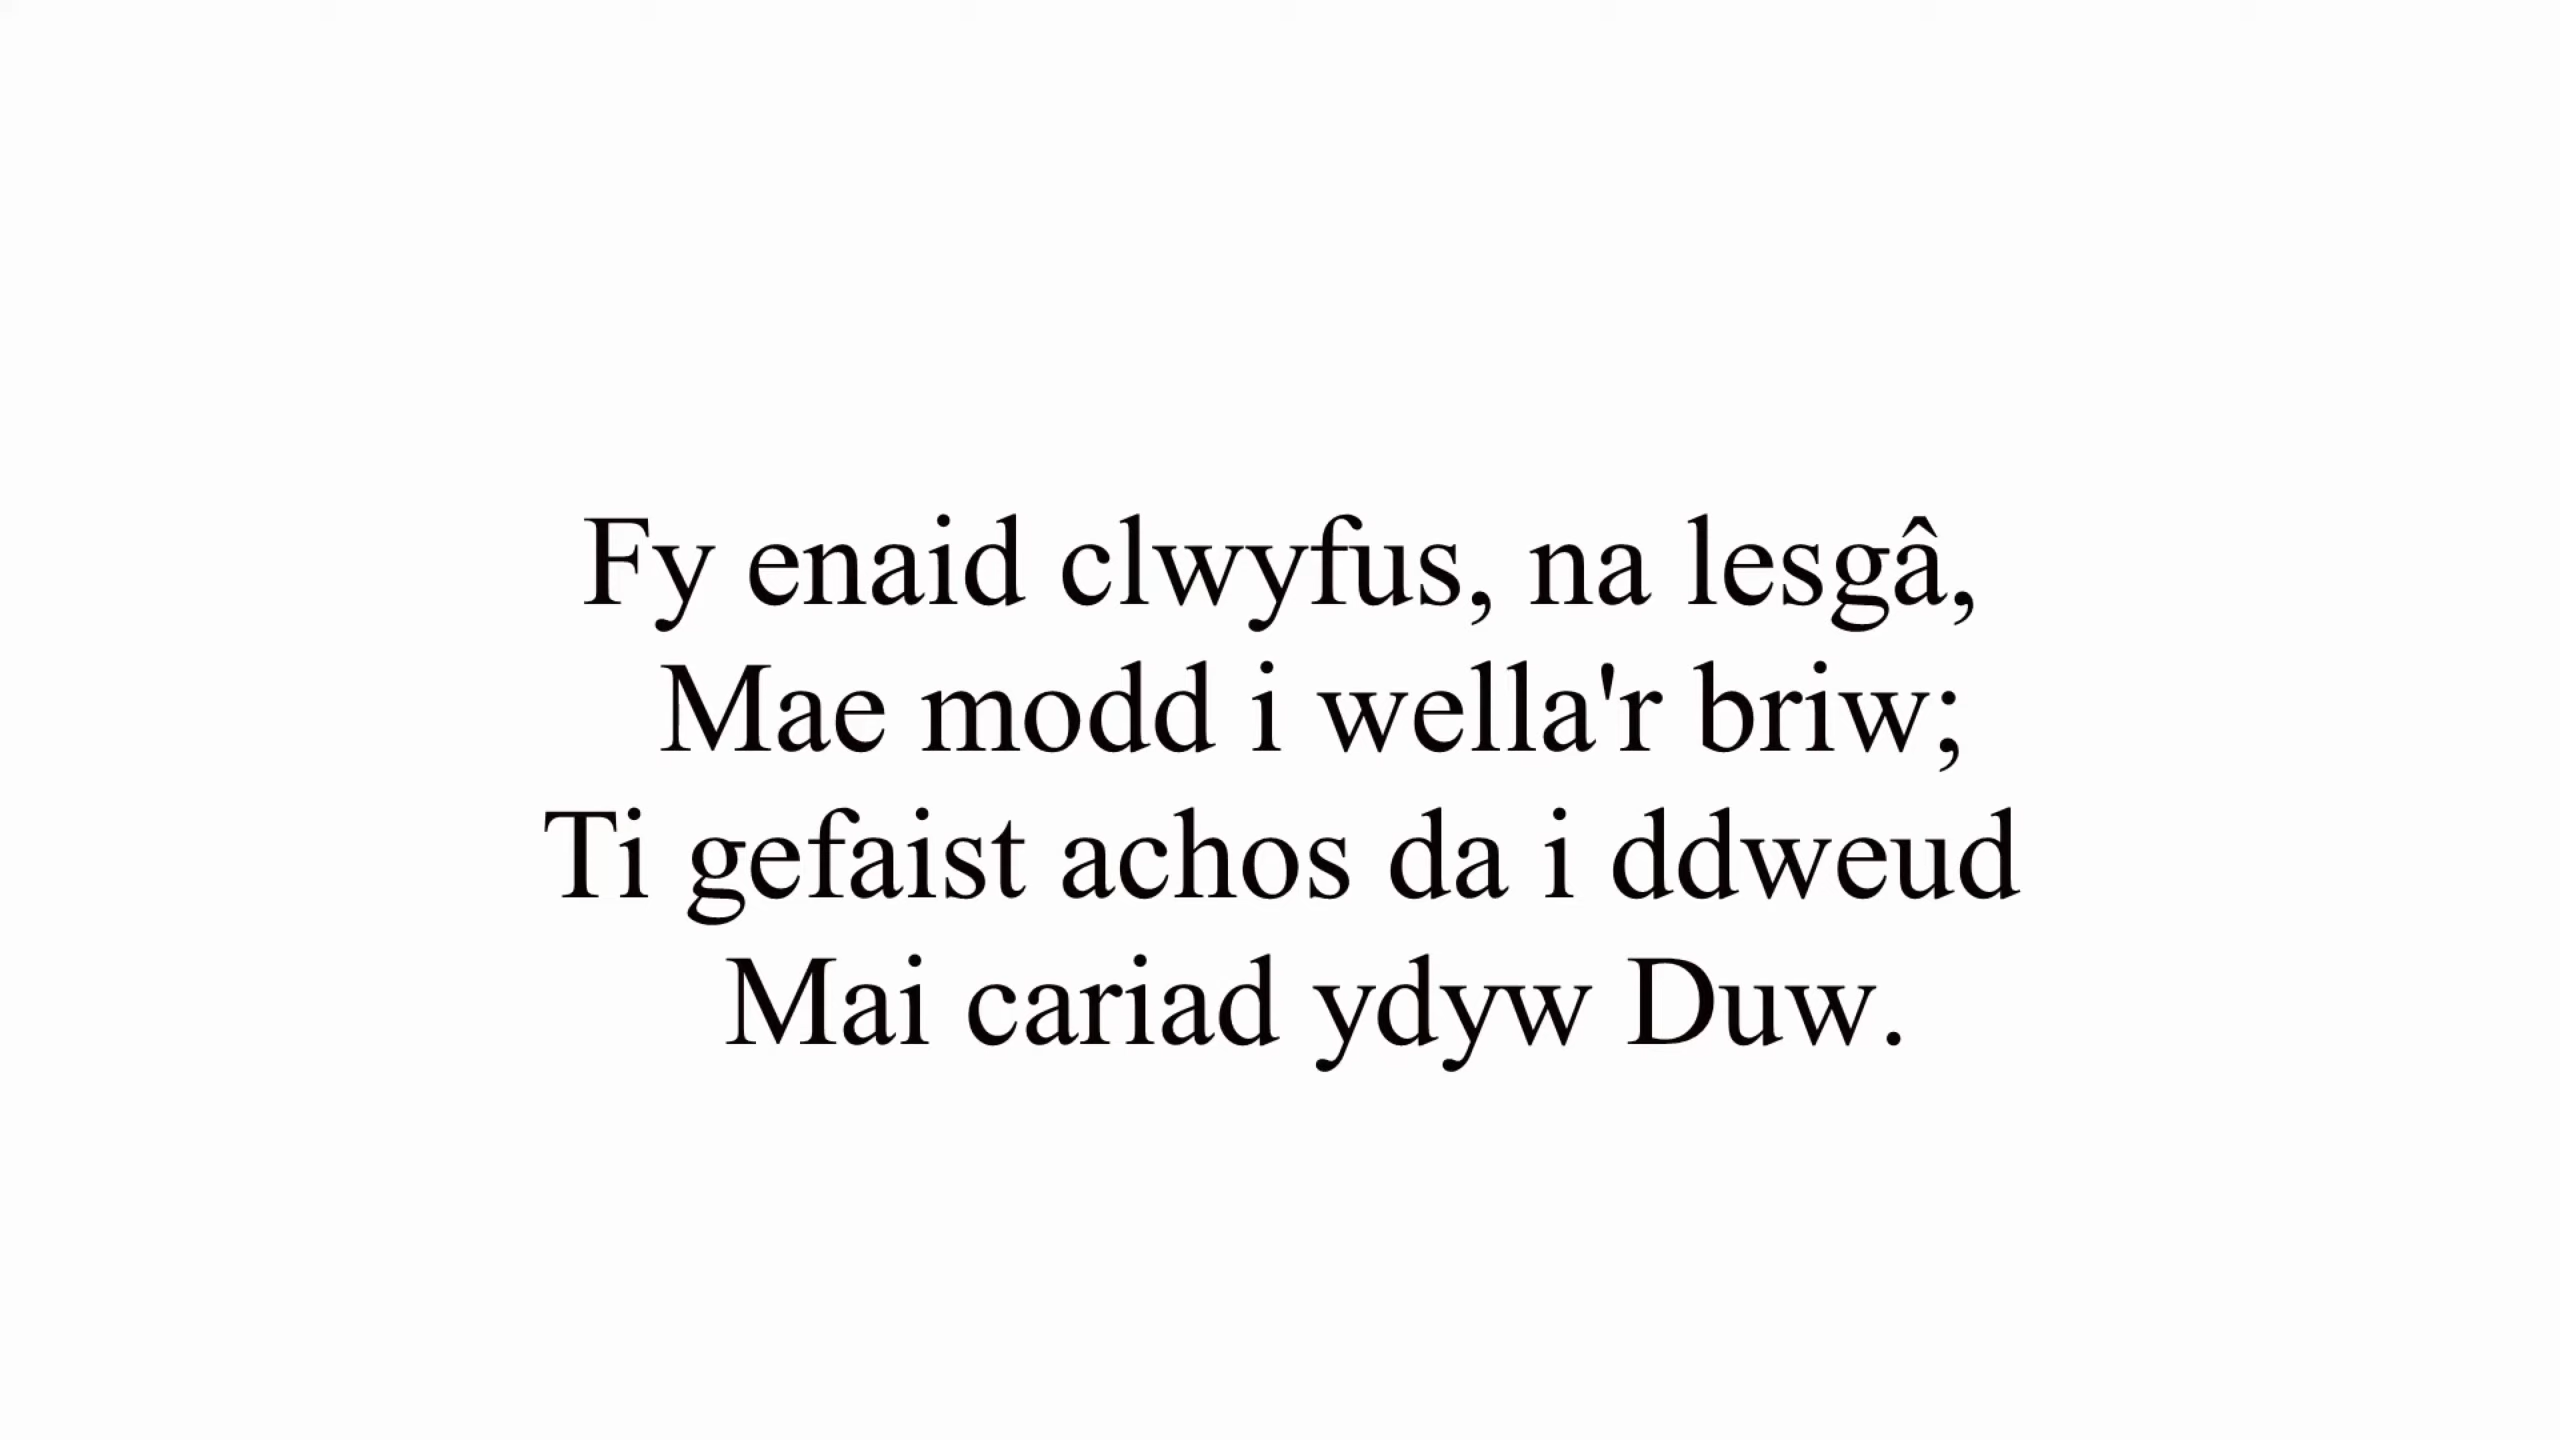 Fy enaid clwyfus, na lesgâ,
Mae modd i wella'r briw;
Ti gefaist achos da i ddweud
Mai cariad ydyw Duw.